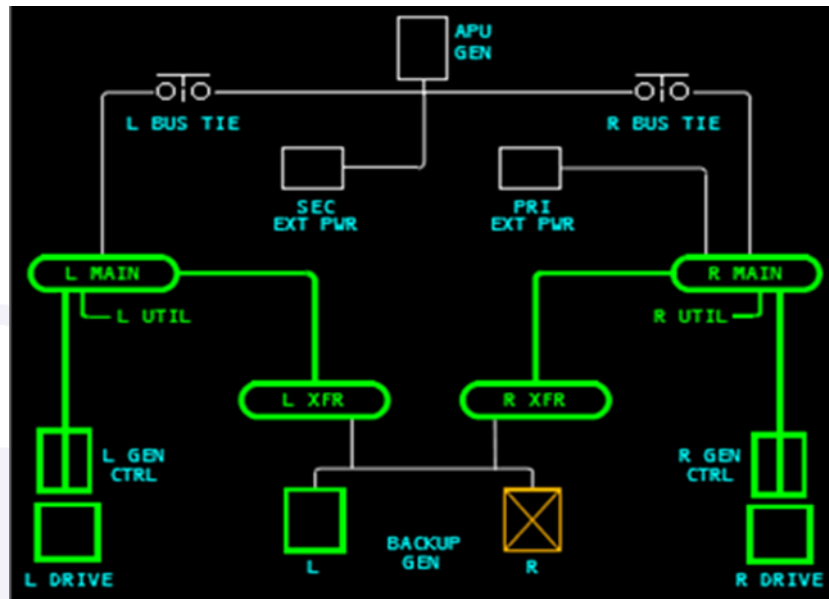 APU
GEN
L BUS TIE
R BUS TIE
SEC
EXT PWR
PRI
EXT PWR
L MAIN
R MAIN
L UTIL
R UTIL
L XFR
R XFR
L GEN
CTRL
R GEN
CTRL
BACKUP
GEN
L
R
L DRIVE
R DRIVE